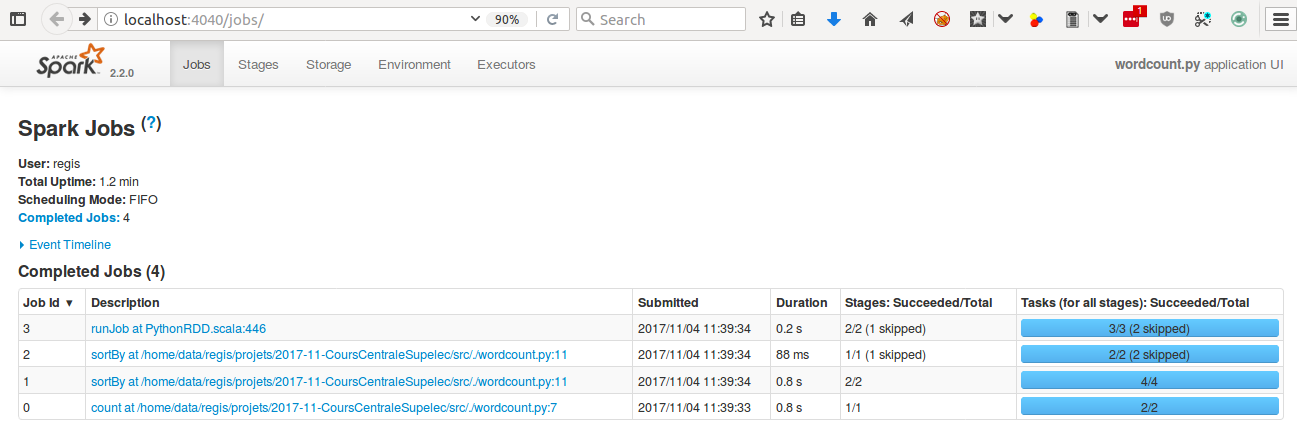 localhost:4040/jobs/ 90% Search 1 UD
APACHE Spark 2.2.0 Jobs Stages Storage Environment Executors wordcount.py application UI
Spark Jobs (?)
User: regis
Total Uptime: 1.2 min
Scheduling Mode: FIFO
Completed Jobs: 4
Event Timeline
Completed Jobs (4)
Job Id ▾ Description Submitted Duration Stages: Succeeded/Total Tasks (for all stages): Succeeded/Total
3 runJob at PythonRDD.scala:446 2017/11/04 11:39:34 0.2 s 2/2 (1 skipped) 3/3 (2 skipped)
2 sortBy at /home/data/regis/projets/2017-11-CoursCentraleSupelec/src/./wordcount.py:11 2017/11/04 11:39:34 88 ms 1/1 (1 skipped) 2/2 (2 skipped)
1 sortBy at /home/data/regis/projets/2017-11-CoursCentraleSupelec/src/./wordcount.py:11 2017/11/04 11:39:34 0.8 s 2/2 4/4
0 count at /home/data/regis/projets/2017-11-CoursCentraleSupelec/src/./wordcount.py:7 2017/11/04 11:39:33 0.8 s 1/1 2/2